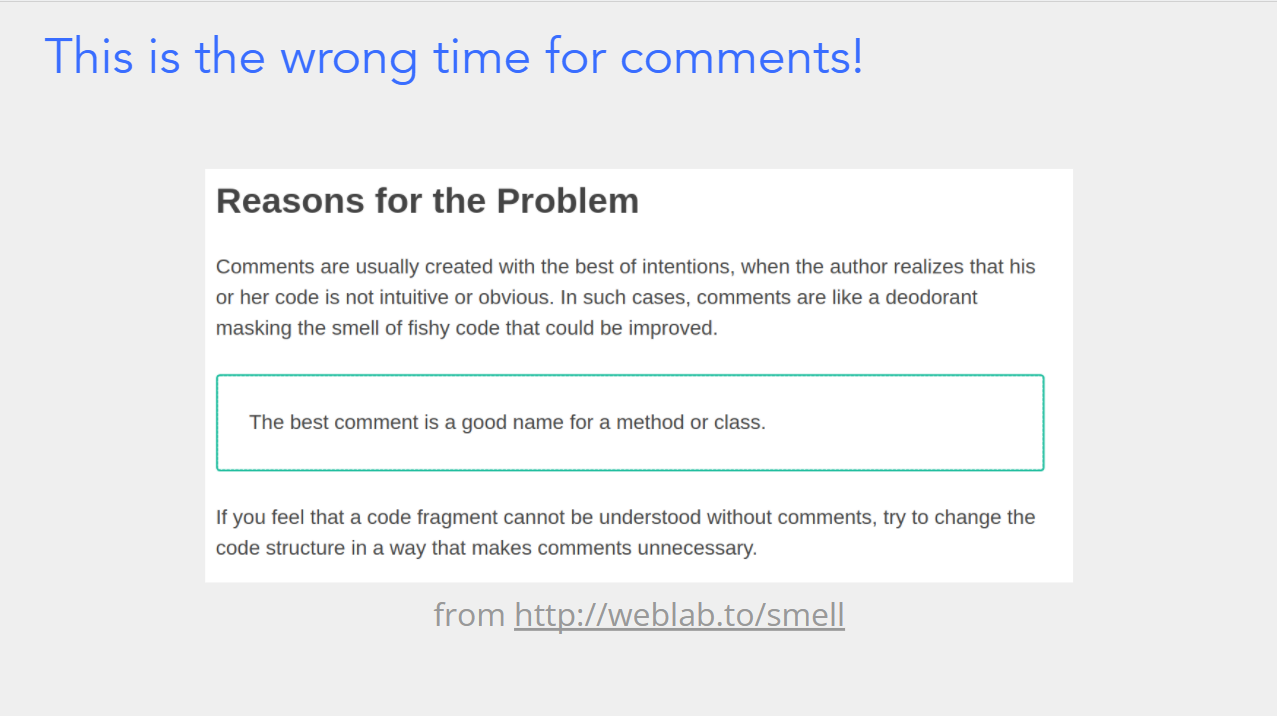 This is the wrong time for comments!
Reasons for the Problem
Comments are usually created with the best of intentions, when the author realizes that his
or her code is not intuitive or obvious. In such cases, comments are like a deodorant
masking the smell of fishy code that could be improved.
The best comment is a good name for a method or class.
If you feel that a code fragment cannot be understood without comments, try to change the
code structure in a way that makes comments unnecessary.
from http://weblab.to/smell